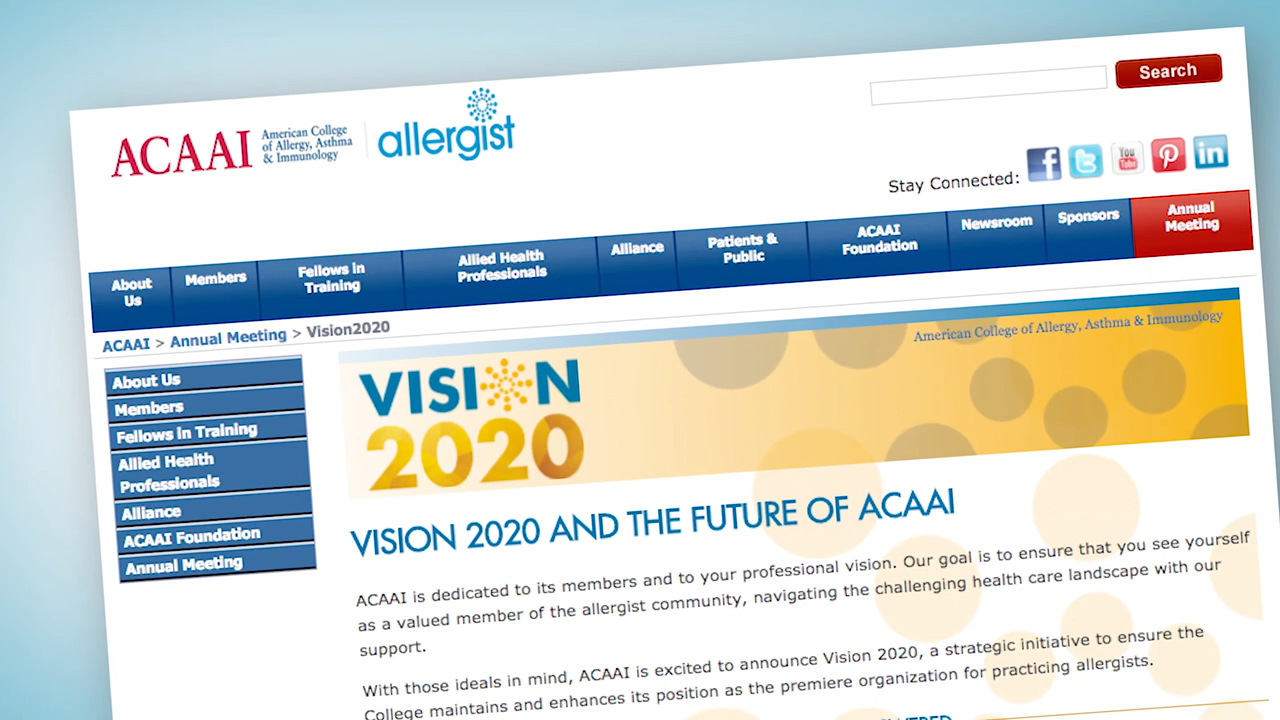 Search
ACAAI
American College
of Allergy, Asthma
& Immunology
allergist
Stay Connected:
You
Tube
About
Us
Members
Fellows in
Training
Allied Health
Professionals
Alliance
Patients &
Public
ACAAI
Foundation
Newsroom
Sponsors
Annual
Meeting
ACAAI > Annual Meeting > Vision2020
About Us
Members
Fellows in Training
Allied Health
Professionals
Alliance
ACAAI Foundation
Annual Meeting
American College of Allergy, Asthma & Immunology
VISION
2020
VISION 2020 AND THE FUTURE OF ACAAI
ACAAI is dedicated to its members and to your professional vision. Our goal is to ensure that you see yourself
as a valued member of the allergist community, navigating the challenging health care landscape with our
support.
With those ideals in mind, ACAAI is excited to announce Vision 2020, a strategic initiative to ensure the
College maintains and enhances its position as the premiere organization for practicing allergists.